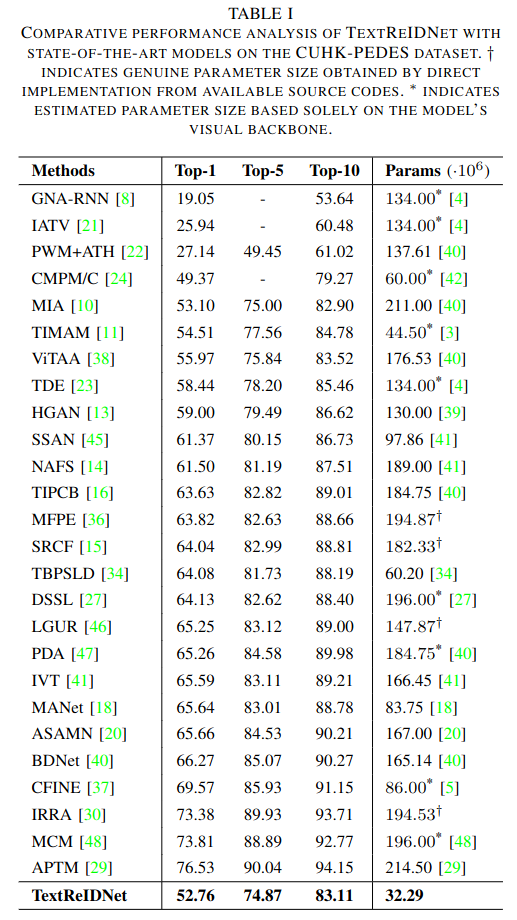 TABLE I
COMPARATIVE PERFORMANCE ANALYSIS OF TEXTREIDNET WITH
STATE-OF-THE-ART MODELS ON THE CUHK-PEDES DATASET. †
INDICATES GENUINE PARAMETER SIZE OBTAINED BY DIRECT
IMPLEMENTATION FROM AVAILABLE SOURCE CODES. * INDICATES
ESTIMATED PARAMETER SIZE BASED SOLELY ON THE MODEL'S
VISUAL BACKBONE.
Methods Top-1 Top-5 Top-10 Params (·10⁶)
GNA-RNN [8] 19.05 - 53.64 134.00* [4]
IATV [21] 25.94 - 60.48 134.00* [4]
PWM+ATH [22] 27.14 49.45 61.02 137.61 [40]
CMPM/C [24] 49.37 - 79.27 60.00* [42]
MIA [10] 53.10 75.00 82.90 211.00 [40]
TIMAM [11] 54.51 77.56 84.78 44.50* [3]
ViTAA [38] 55.97 75.84 83.52 176.53 [40]
TDE [23] 58.44 78.20 85.46 134.00* [4]
HGAN [13] 59.00 79.49 86.62 130.00 [39]
SSAN [45] 61.37 80.15 86.73 97.86 [41]
NAFS [14] 61.50 81.19 87.51 189.00 [41]
TIPCB [16] 63.63 82.82 89.01 184.75 [40]
MFPE [36] 63.82 82.63 88.66 194.87†
SRCF [15] 64.04 82.99 88.81 182.33†
TBPSLD [34] 64.08 81.73 88.19 60.20 [34]
DSSL [27] 64.13 82.62 88.40 196.00* [27]
LGUR [46] 65.25 83.12 89.00 147.87†
PDA [47] 65.26 84.58 89.98 184.75* [40]
IVT [41] 65.59 83.11 89.21 166.45 [41]
MANet [18] 65.64 83.01 88.78 83.75 [18]
ASAMN [20] 65.66 84.53 90.21 167.00 [20]
BDNet [40] 66.27 85.07 90.27 165.14 [40]
CFINE [37] 69.57 85.93 91.15 86.00* [5]
IRRA [30] 73.38 89.93 93.71 194.53†
MCM [48] 73.81 88.89 92.77 196.00* [48]
APTM [29] 76.53 90.04 94.15 214.50 [29]
TextReIDNet 52.76 74.87 83.11 32.29